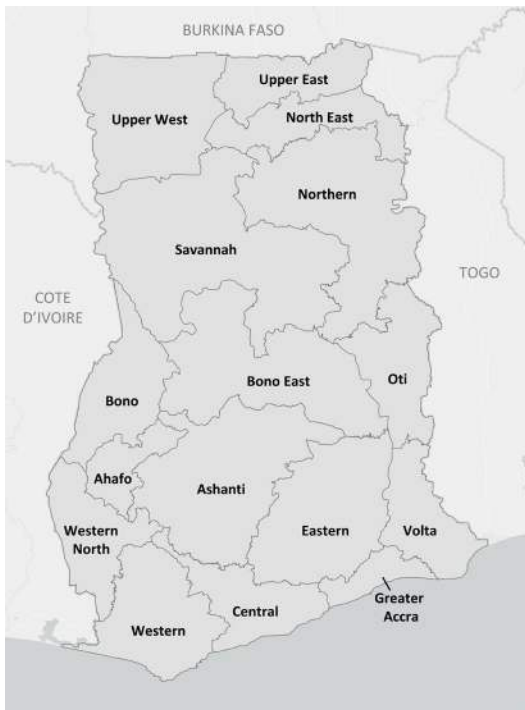 BURKINA FASO
Upper East
Upper West
North East
Northern
Savannah
TOGO
COTE
D'IVOIRE
Bono East
Oti
Bono
Ahafo
Ashanti
Western
North
Eastern
Volta
Central
Greater
Accra
Western